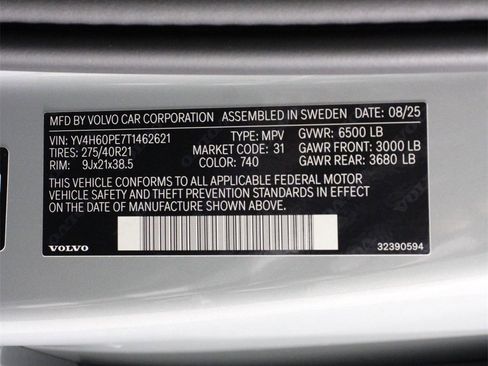 MFD BY VOLVO CAR CORPORATION ASSEMBLED IN SWEDEN DATE: 08/25
VIN: YV4H60PE7T1462621 TYPE: MPV GVWR: 6500 LB
TIRES: 275/40R21 MARKET CODE: 31 GAWR FRONT: 3000 LB
RIM: 9Jx21x38.5 COLOR: 740 GAWR REAR: 3680 LB
THIS VEHICLE CONFORMS TO ALL APPLICABLE FEDERAL MOTOR
VEHICLE SAFETY AND THEFT PREVENTION STANDARDS IN
EFFECT ON THE DATE OF MANUFACTURE SHOWN ABOVE.
VOLVO 32390594